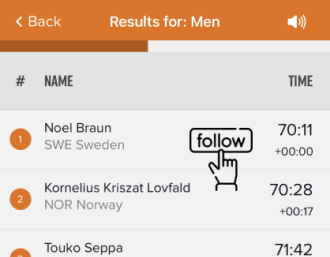 Back Results for: Men
# NAME TIME
1 Noel Braun 70:11
SWE Sweden +00:00
follow
2 Kornelius Kriszat Lovfald 70:28
NOR Norway +00:17
Touko Seppa 71:42